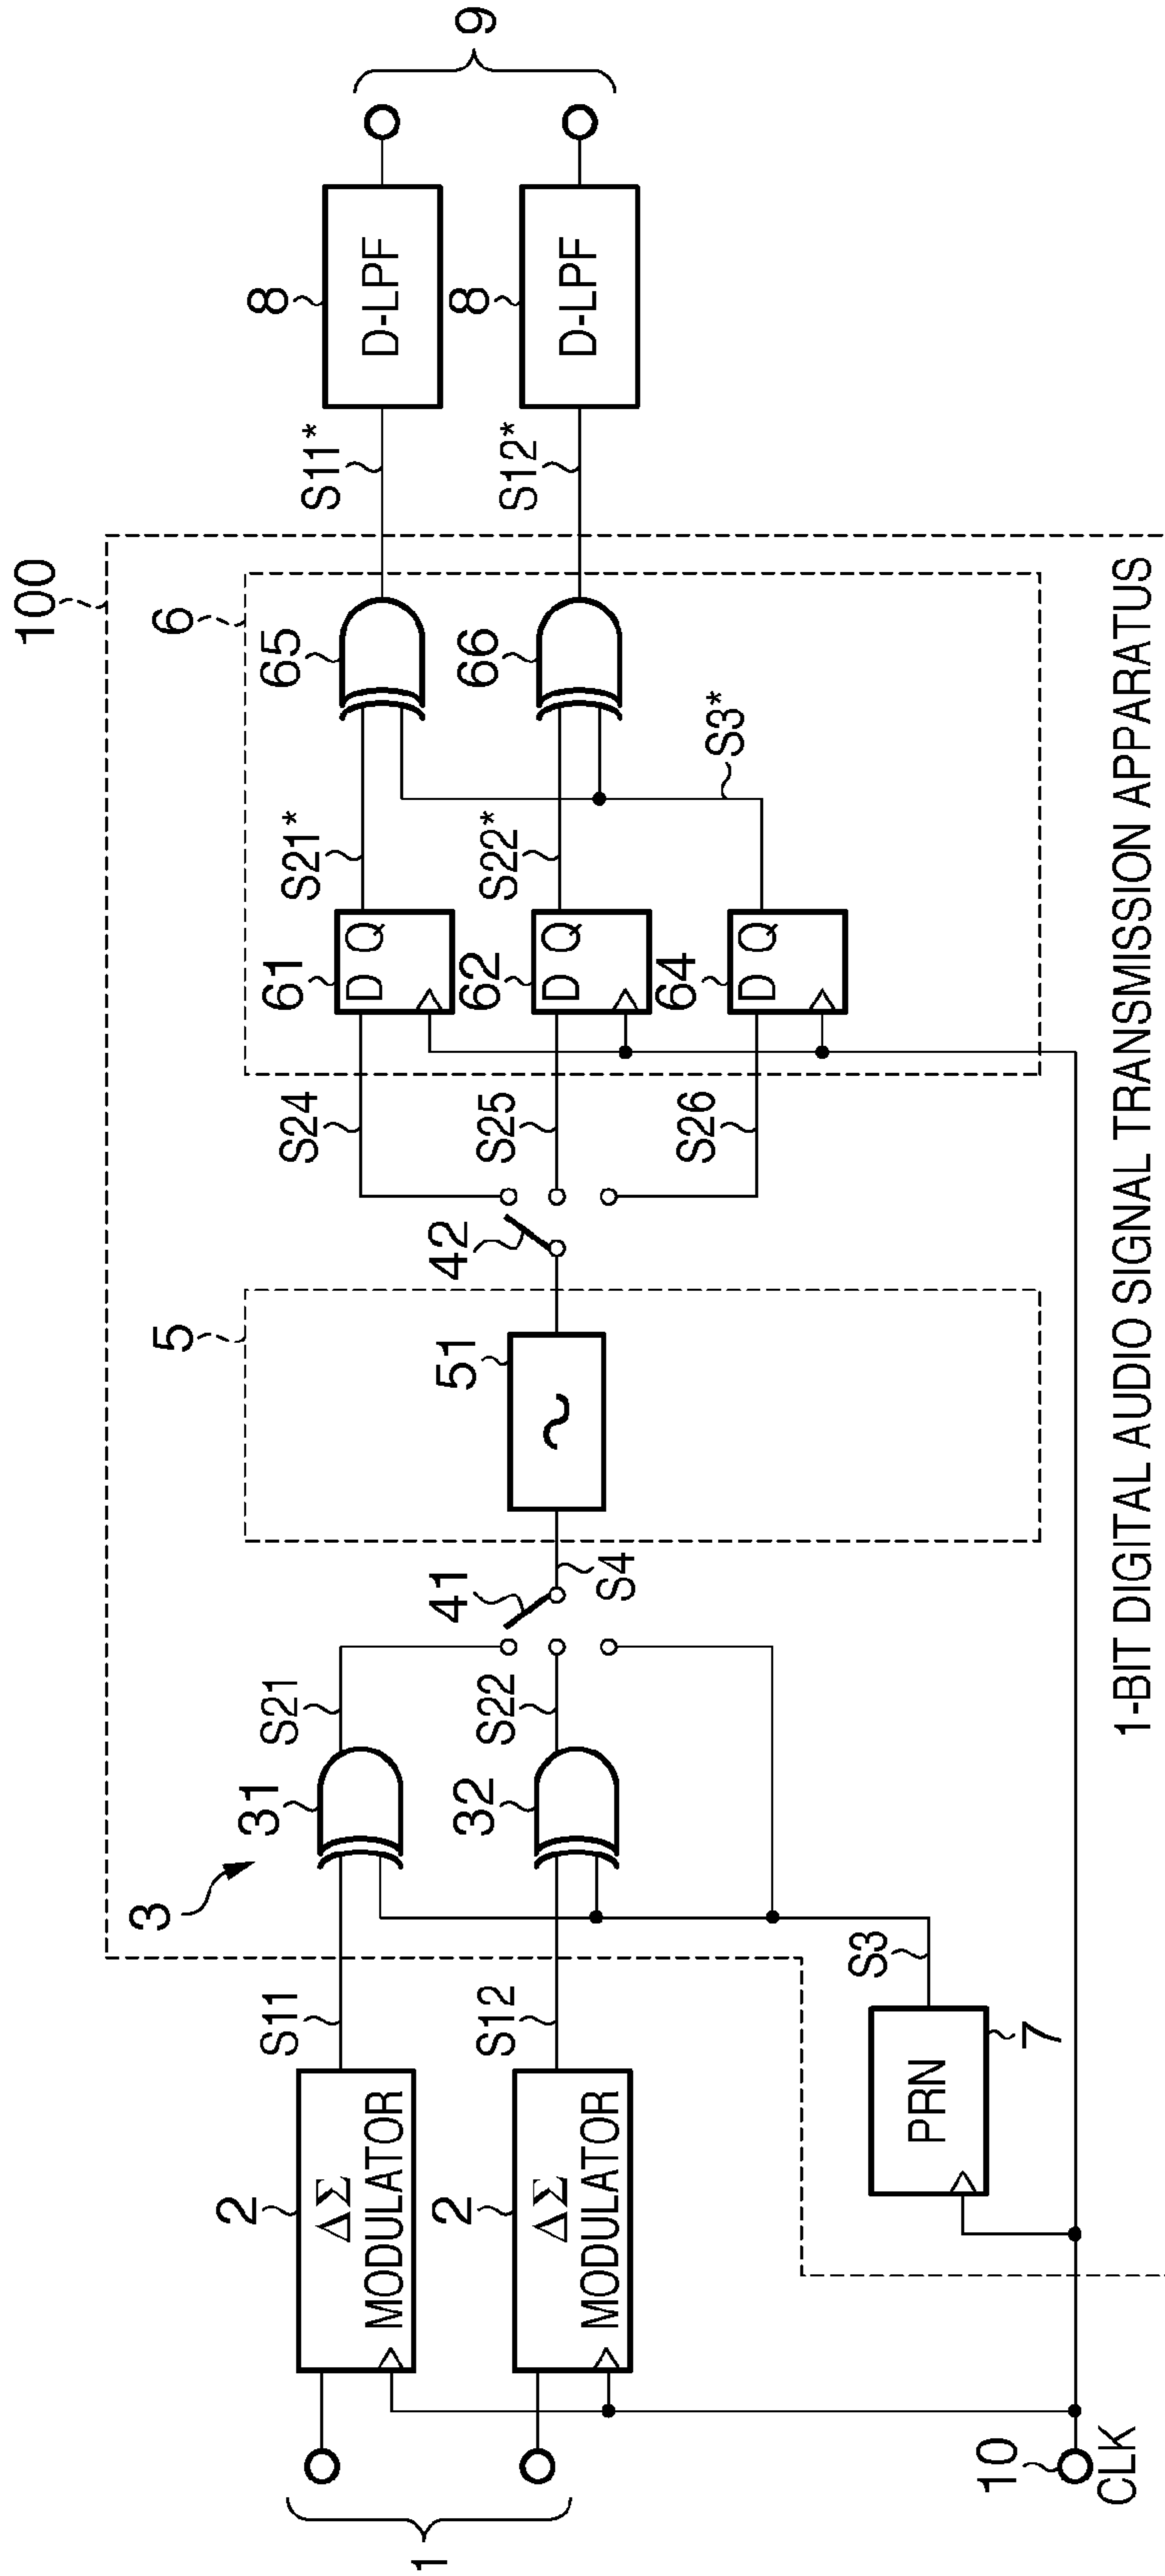 100
1
2
ΔΣ
MODULATOR
S11
3
31
S21
2
ΔΣ
MODULATOR
S12
32
S22
41
S4
5
51
~
42
S24
S25
S26
6
61
D Q
S21*
65
S11*
8
D-LPF
62
D Q
S22*
66
S12*
8
D-LPF
9
64
D Q
S3*
PRN
7
S3
10
CLK
1-BIT DIGITAL AUDIO SIGNAL TRANSMISSION APPARATUS